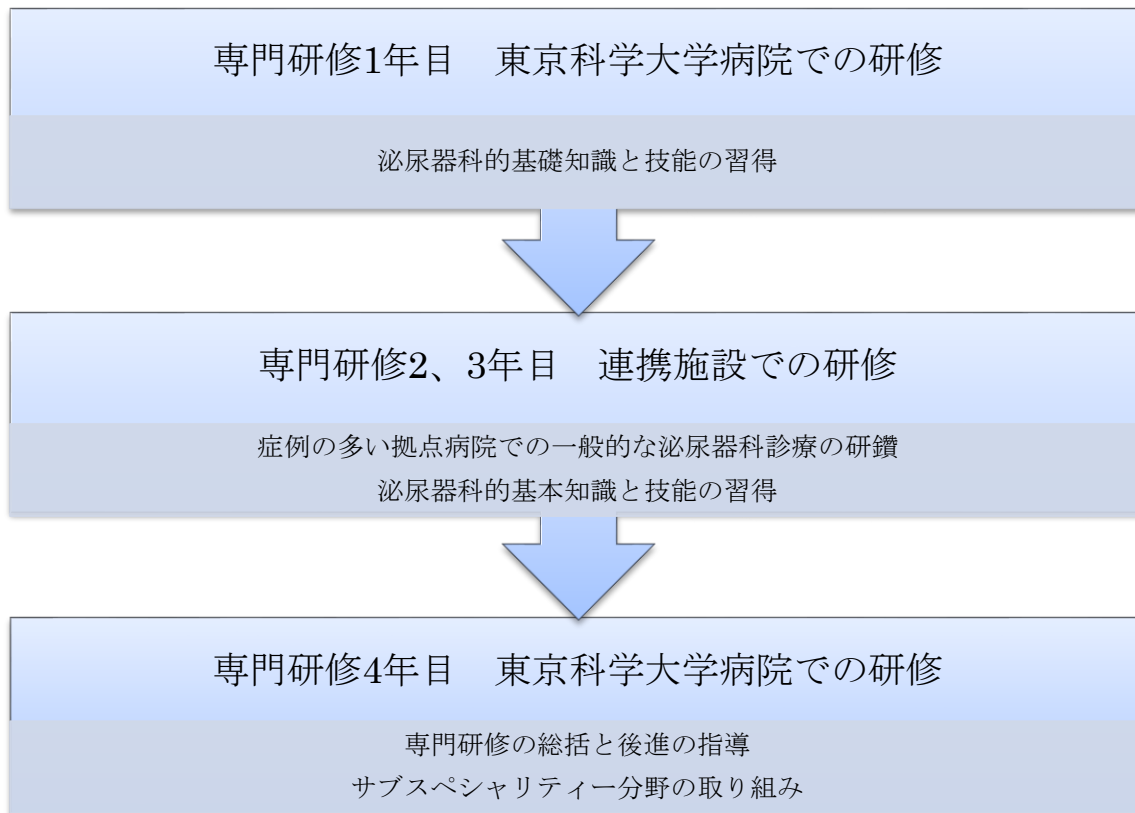 専門研修1年目　東京科学大学病院での研修
泌尿器科的基礎知識と技能の習得
専門研修2、3年目　連携施設での研修
症例の多い拠点病院での一般的な泌尿器科診療の研鑽
泌尿器科的基本知識と技能の習得
専門研修4年目　東京科学大学病院での研修
専門研修の総括と後進の指導
サブスペシャリティー分野の取り組み